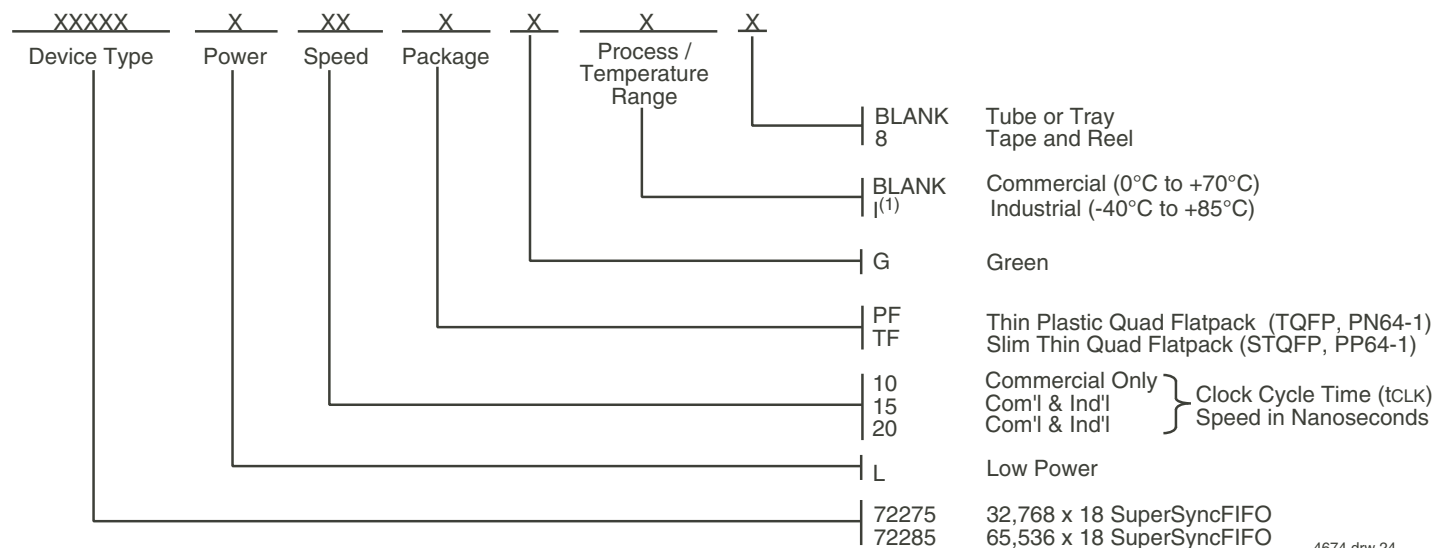 XXXXX X XX X X X X
Device Type Power Speed Package Process / Temperature Range
BLANK Tube or Tray
8 Tape and Reel
BLANK Commercial (0°C to +70°C)
I(1) Industrial (-40°C to +85°C)
G Green
PF Thin Plastic Quad Flatpack (TQFP, PN64-1)
TF Slim Thin Quad Flatpack (STQFP, PP64-1)
10 Commercial Only
15 Com'l & Ind'l
20 Com'l & Ind'l
Clock Cycle Time (tCLK)
Speed in Nanoseconds
L Low Power
72275 32,768 x 18 SuperSyncFIFO
72285 65,536 x 18 SuperSyncFIFO
4674 drw 24